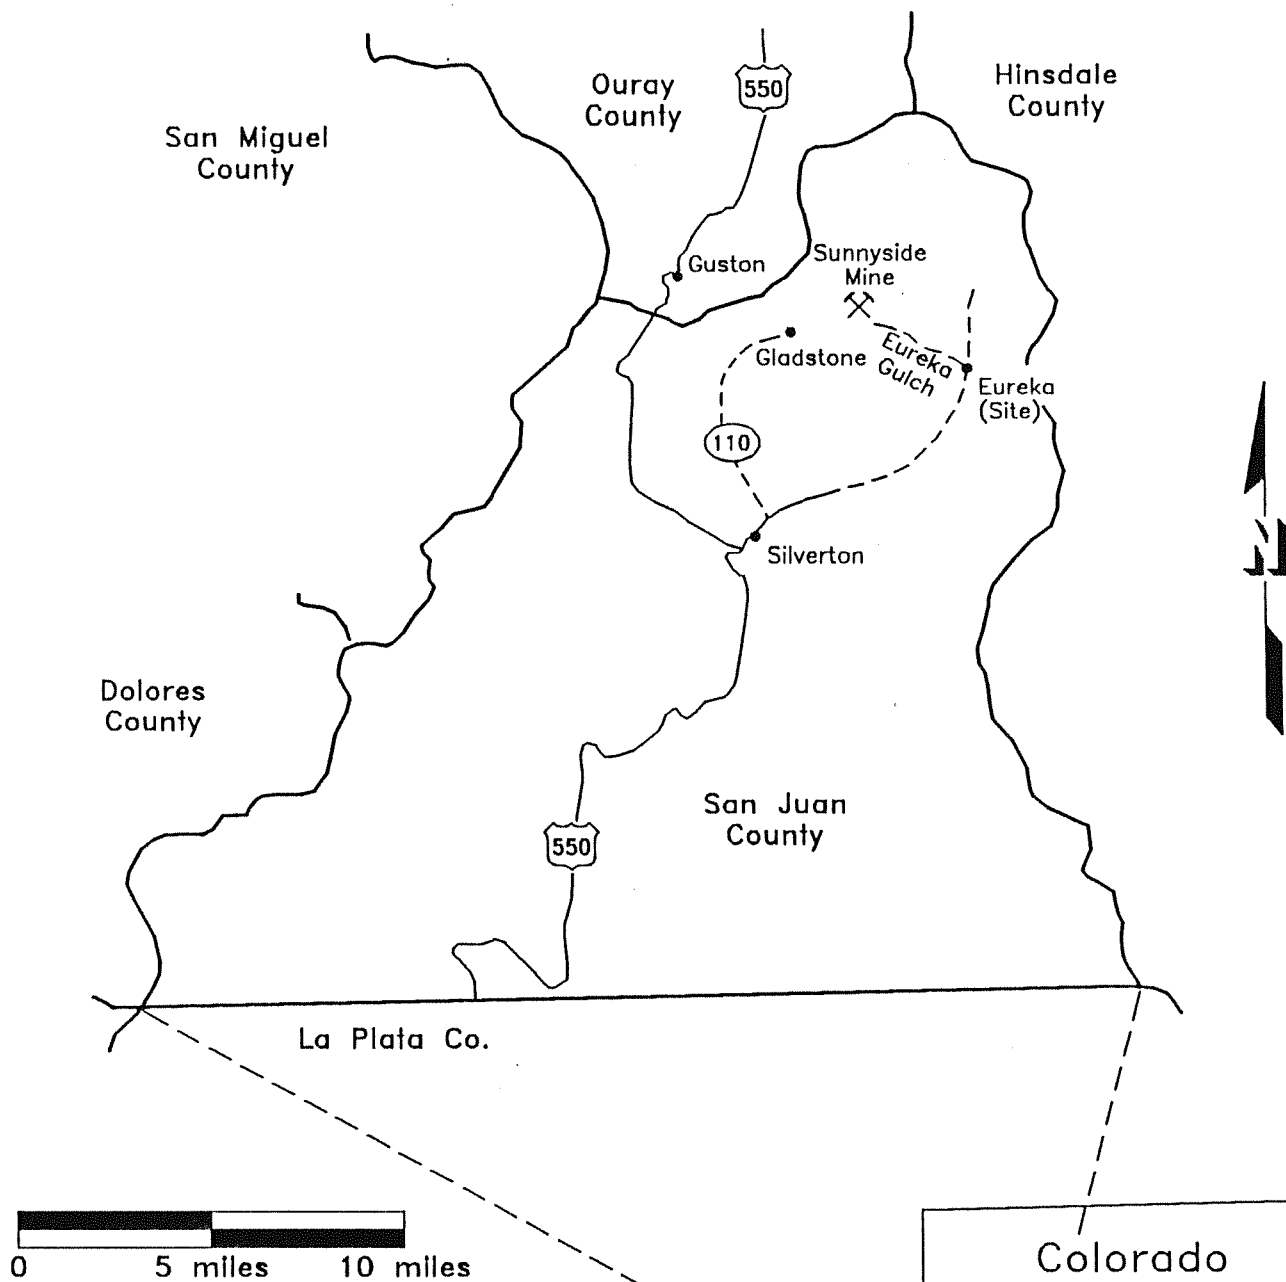 Ouray
County
550
Hinsdale
County
San Miguel
County
Guston
Sunnyside
Mine
Gladstone
Eureka
Gulch
Eureka
(Site)
110
Silverton
N
Dolores
County
San Juan
County
550
La Plata Co.
0 5 miles 10 miles
Colorado